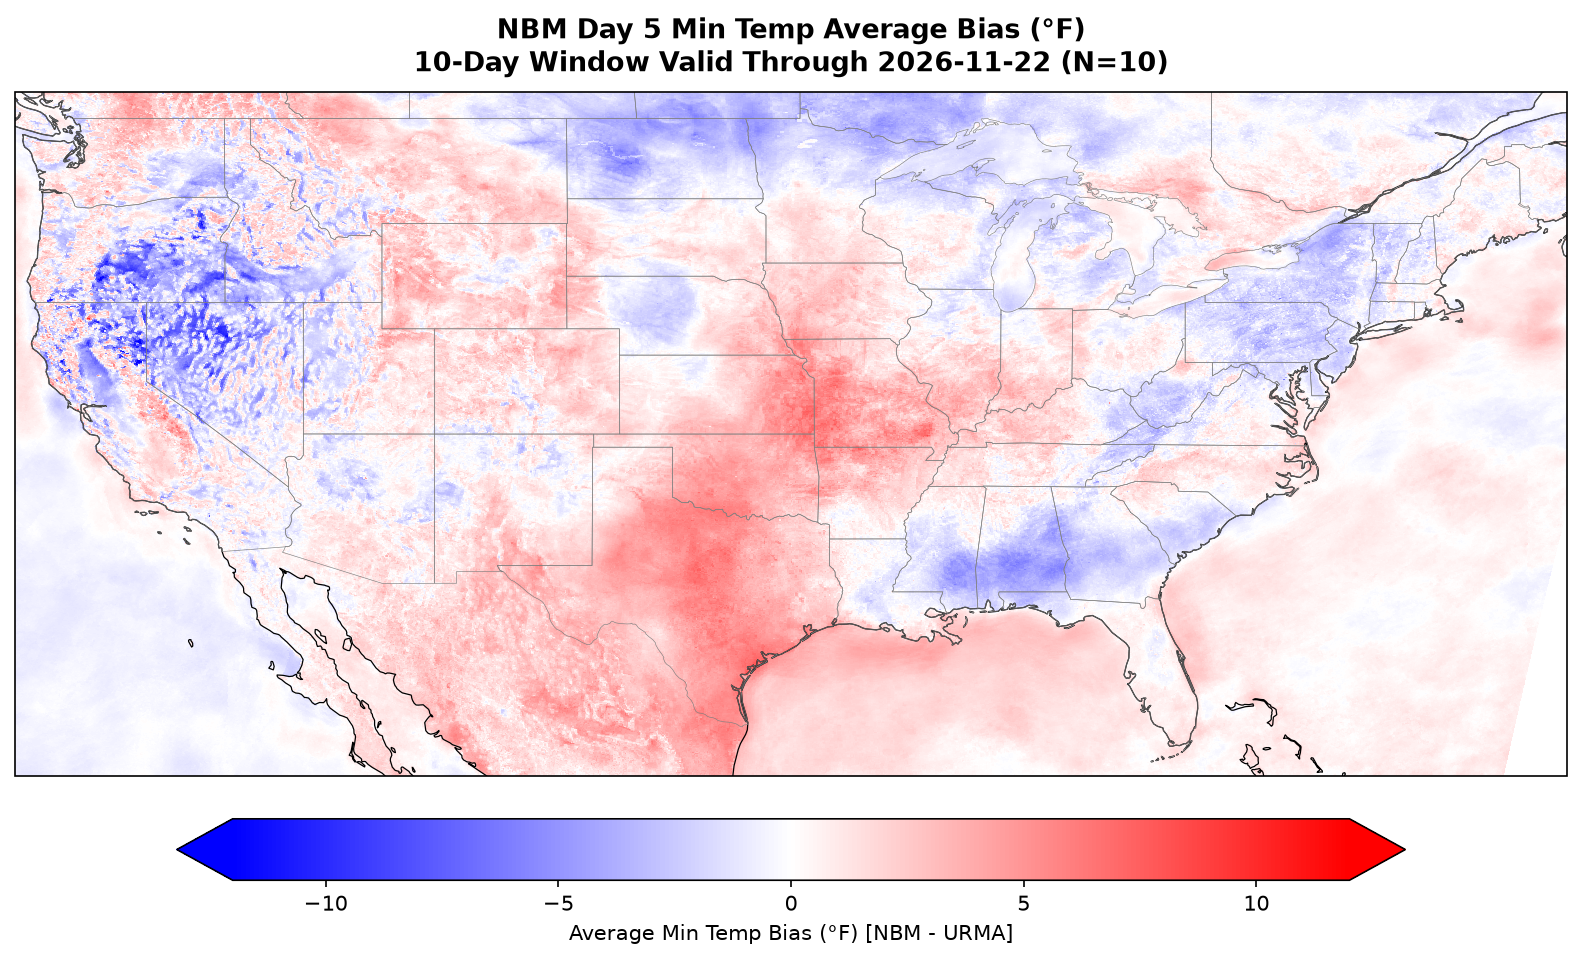 NBM Day 5 Min Temp Average Bias (°F)
10-Day Window Valid Through 2026-11-22 (N=10)
−10 −5 0 5 10
Average Min Temp Bias (°F) [NBM - URMA]